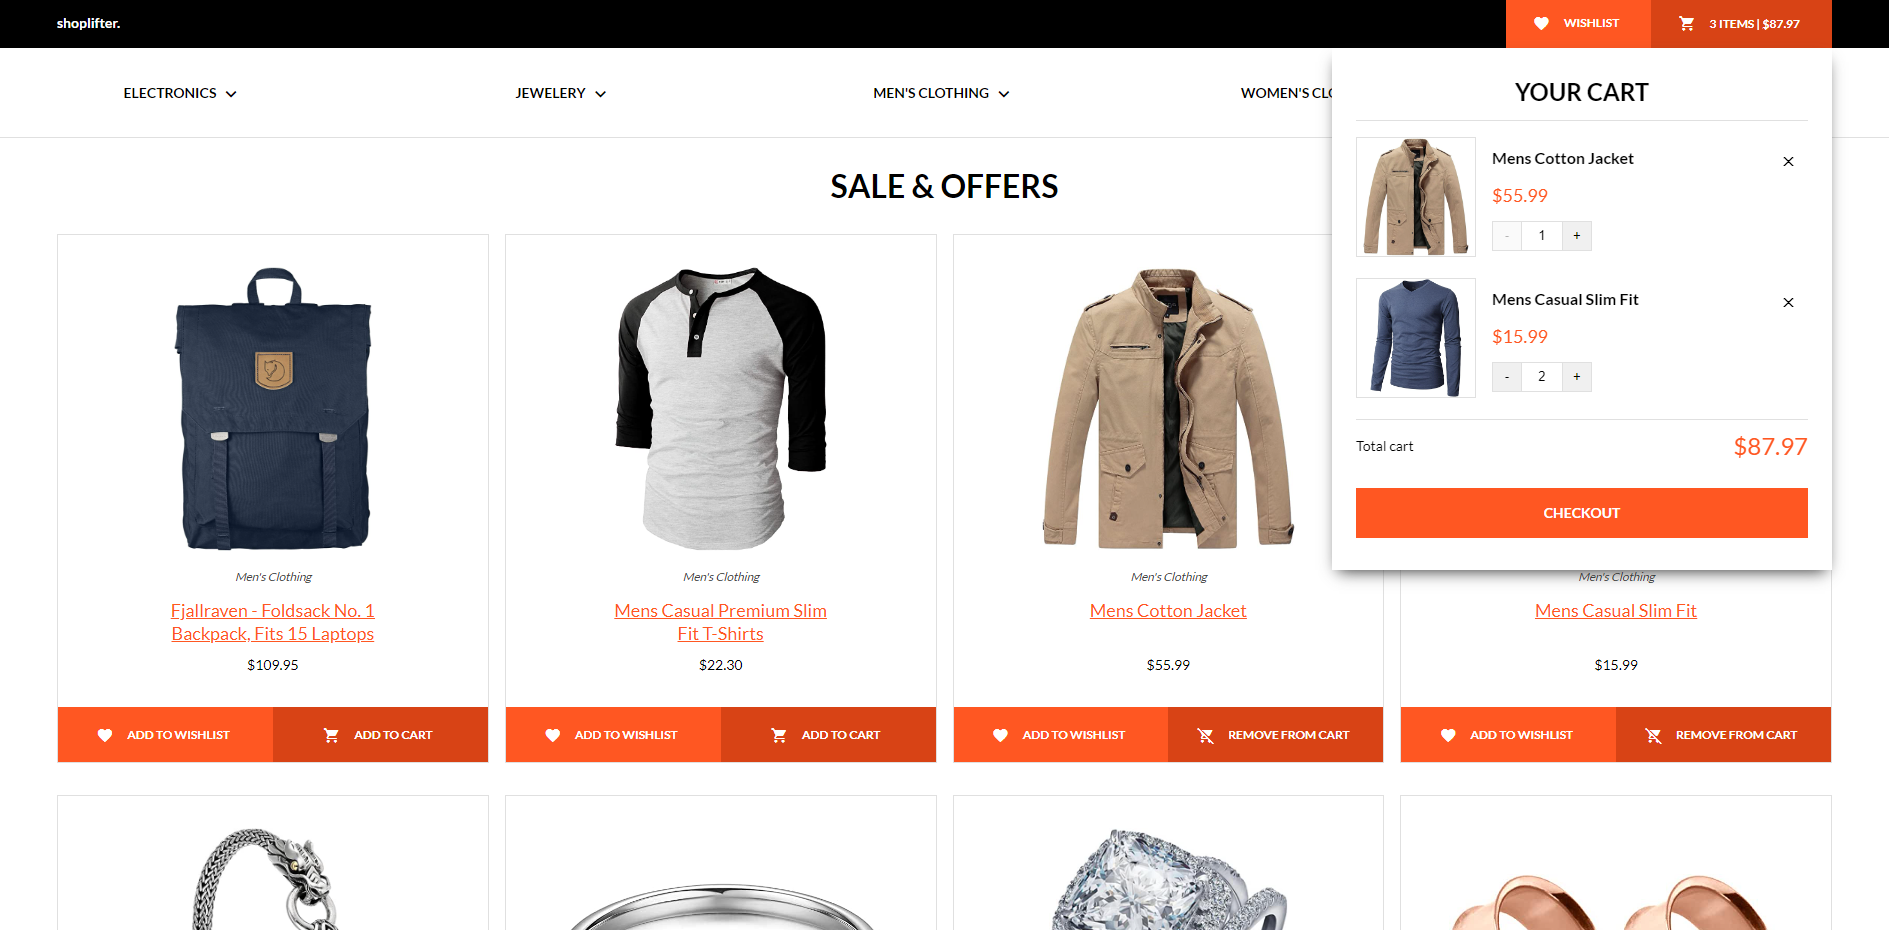 shoplifter.
WISHLIST
3 ITEMS | $87.97
ELECTRONICS
JEWELERY
MEN'S CLOTHING
WOMEN'S CLO
YOUR CART
Mens Cotton Jacket
$55.99
- 1 +
Mens Casual Slim Fit
$15.99
- 2 +
Total cart
$87.97
CHECKOUT
SALE & OFFERS
Men's Clothing
Fjallraven - Foldsack No. 1
Backpack, Fits 15 Laptops
$109.95
ADD TO WISHLIST
ADD TO CART
Men's Clothing
Mens Casual Premium Slim
Fit T-Shirts
$22.30
ADD TO WISHLIST
ADD TO CART
Men's Clothing
Mens Cotton Jacket
$55.99
ADD TO WISHLIST
REMOVE FROM CART
Men's Clothing
Mens Casual Slim Fit
$15.99
ADD TO WISHLIST
REMOVE FROM CART